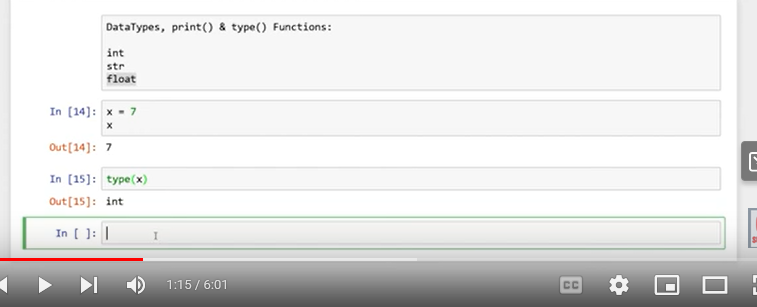 DataTypes, print() & type() Functions:
int
str
float
In [14]: x = 7
x
Out[14]: 7
In [15]: type(x)
Out[15]: int
In [ ]:
1:15 / 6:01
CC